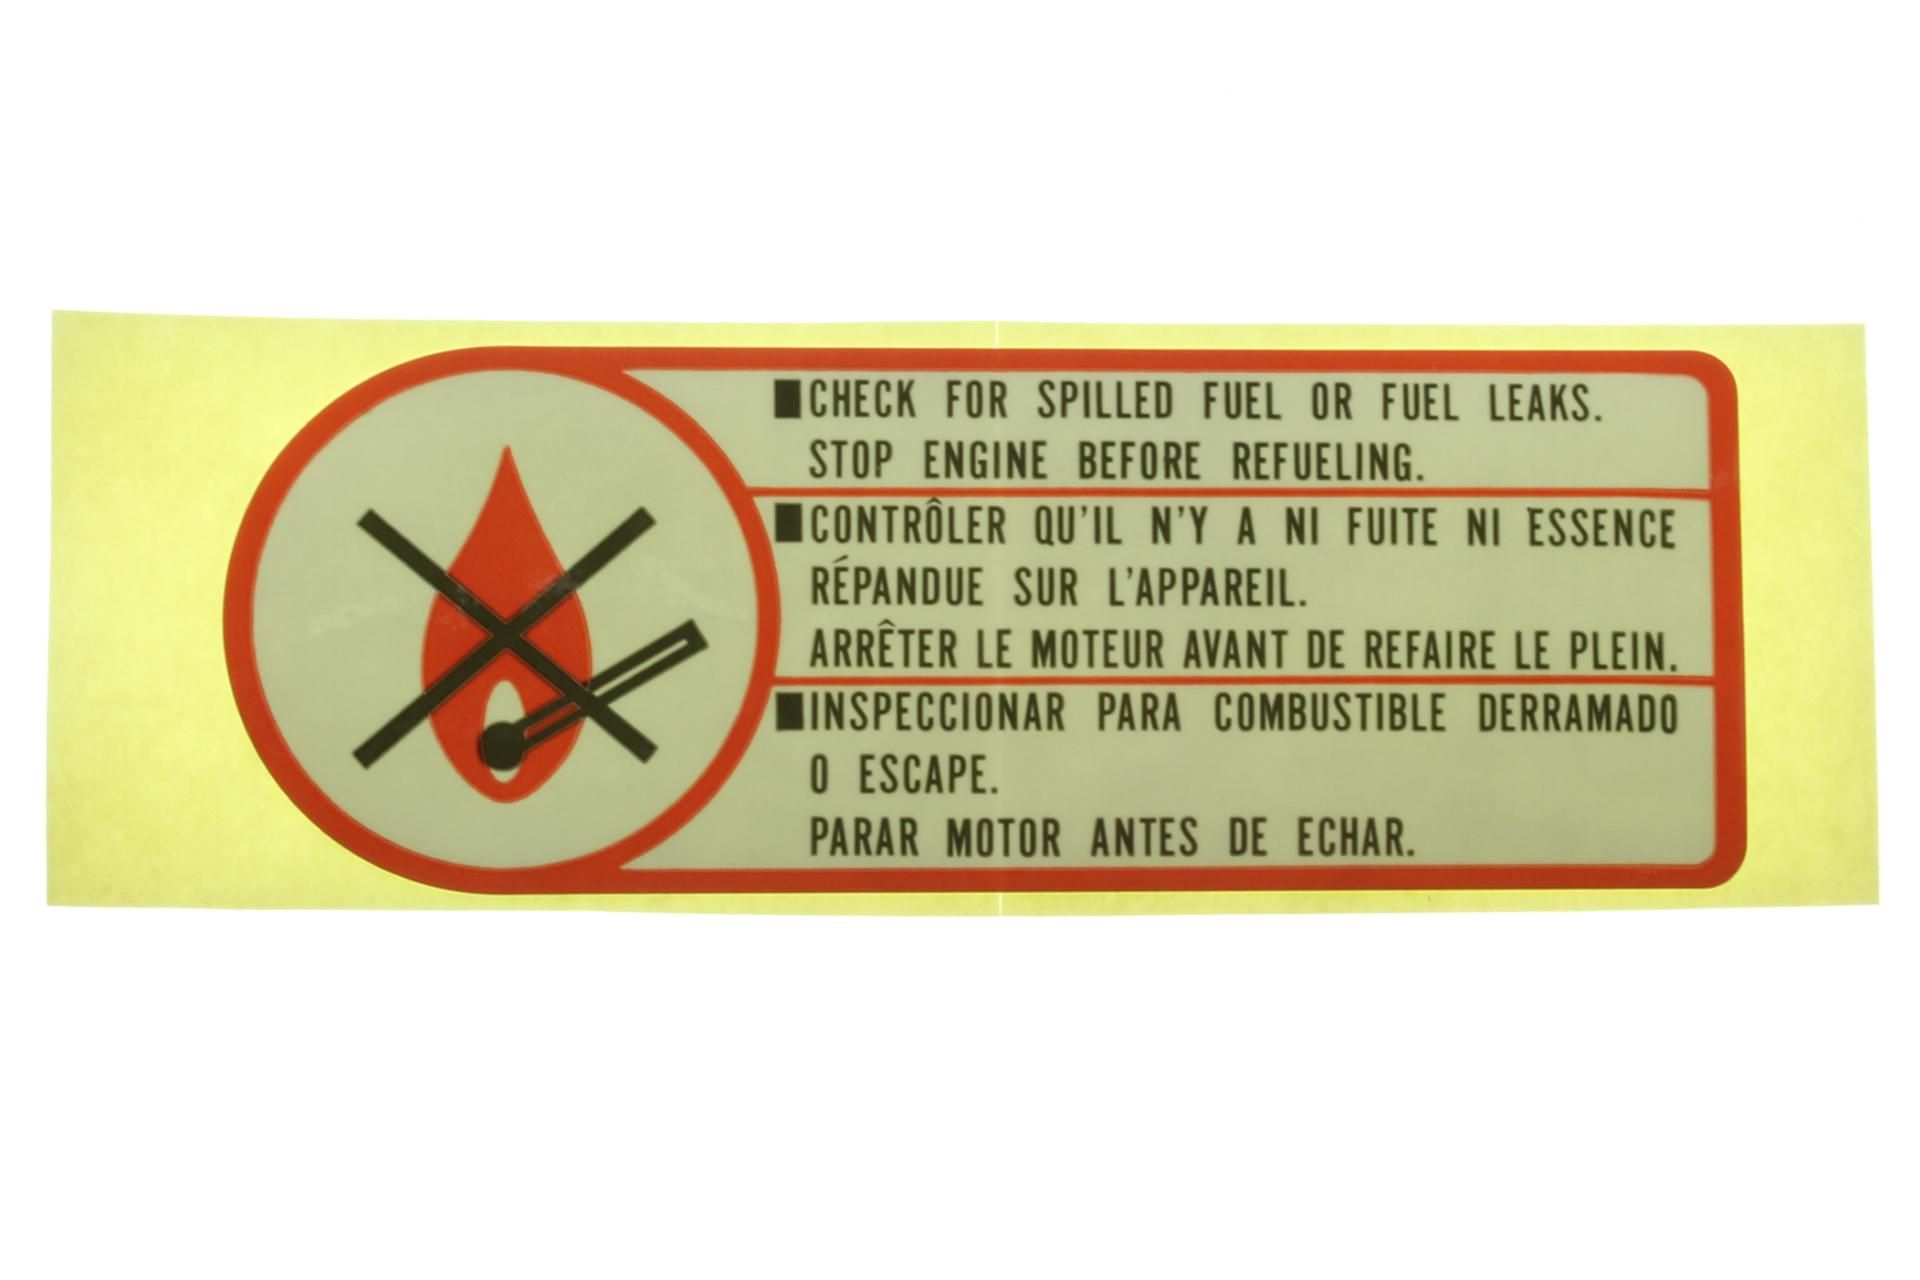 ■CHECK FOR SPILLED FUEL OR FUEL LEAKS.
STOP ENGINE BEFORE REFUELING.
■CONTRÔLER QU'IL N'Y A NI FUITE NI ESSENCE
RÉPANDUE SUR L'APPAREIL.
ARRÊTER LE MOTEUR AVANT DE REFAIRE LE PLEIN.
■INSPECCIONAR PARA COMBUSTIBLE DERRAMADO
O ESCAPE.
PARAR MOTOR ANTES DE ECHAR.